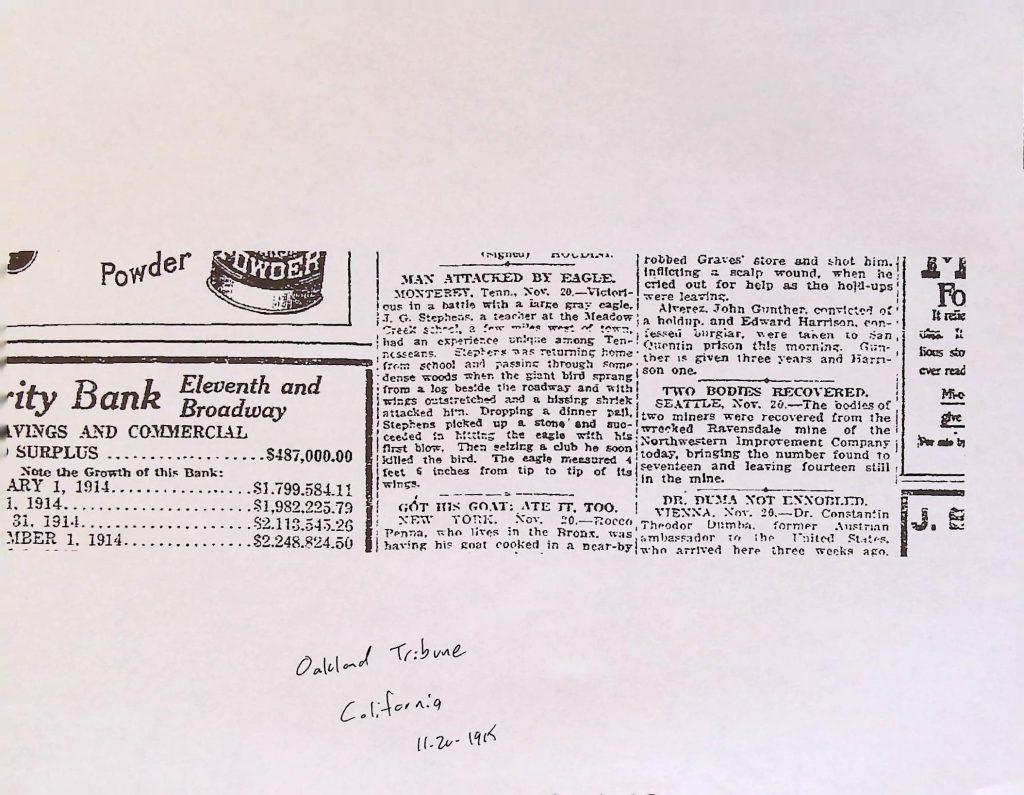 Powder
POWDER
rity Bank Eleventh and
Broadway
AVINGS AND COMMERCIAL
SURPLUS ..................$487,000.00
Note the Growth of this Bank:
ARY 1, 1914.................$1,799,584.11
1, 1914.................$1,982,225.79
31, 1914.................$2,113,545.26
MBER 1, 1914................$2,248,824.50
(Signed) HOUDINI.
MAN ATTACKED BY EAGLE.
MONTEREY, Tenn., Nov. 20.—Victori-
ous in a battle with a large gray eagle,
J. G. Stephens, a teacher at the Meadow
Creek school, a few miles west of town,
had an experience unique among Ten-
nesseans. Stephens was returning home
from school and passing through some
dense woods when the giant bird sprang
from a log beside the roadway and with
wings outstretched and a hissing shriek
attacked him. Dropping a dinner pail,
Stephens picked up a stone and suc-
ceeded in hitting the eagle with his
first blow. Then seizing a club he soon
killed the bird. The eagle measured 4
feet 6 inches from tip to tip of its
wings.
GOT HIS GOAT; ATE IT, TOO.
NEW YORK, Nov. 20.—Rocco
Penna, who lives in the Bronx, was
having his goat cooked in a near-by
robbed Graves' store and shot him,
inflicting a scalp wound, when he
cried out for help as the hold-ups
were leaving.
Alverez, John Gunther, convicted of
a holdup, and Edward Harrison, con-
fessed burglar, were taken to San
Quentin prison this morning. Gun-
ther is given three years and Harri-
son one.
TWO BODIES RECOVERED.
SEATTLE, Nov. 20.—The bodies of
two miners were recovered from the
wrecked Ravensdale mine of the
Northwestern Improvement Company
today, bringing the number found to
seventeen and leaving fourteen still
in the mine.
DR. DUMA NOT ENNOBLED.
VIENNA, Nov. 20.—Dr. Constantin
Theodor Dumba, former Austrian
ambassador to the United States,
who arrived here three weeks ago,
Fo
It relie
tious sto
ever read
give
For sale by
J.
Oakland Tribune
California
11-20-1915